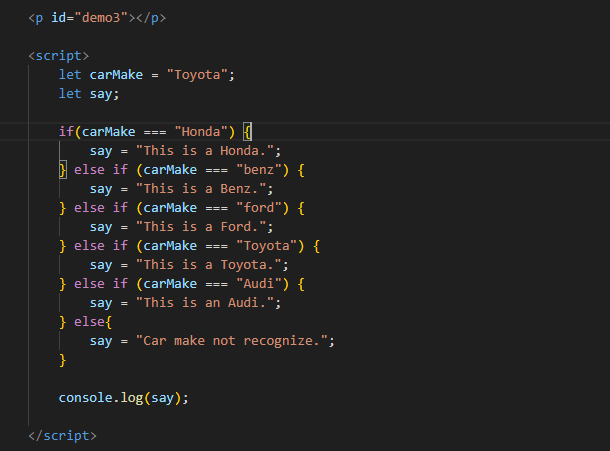 <p id="demo3"></p>
<script>
let carMake = "Toyota";
let say;
if(carMake === "Honda") {
say = "This is a Honda.";
} else if (carMake === "benz") {
say = "This is a Benz.";
} else if (carMake === "ford") {
say = "This is a Ford.";
} else if (carMake === "Toyota") {
say = "This is a Toyota.";
} else if (carMake === "Audi") {
say = "This is an Audi.";
} else{
say = "Car make not recognize.";
}
console.log(say);
</script>